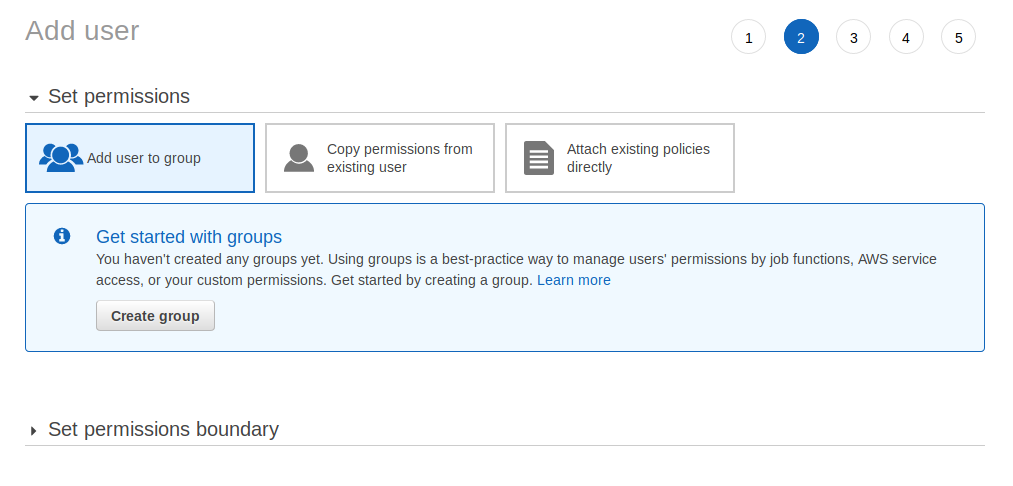 Add user
1 2 3 4 5
Set permissions
Add user to group
Copy permissions from
existing user
Attach existing policies
directly
Get started with groups
You haven't created any groups yet. Using groups is a best-practice way to manage users' permissions by job functions, AWS service
access, or your custom permissions. Get started by creating a group. Learn more
Create group
Set permissions boundary